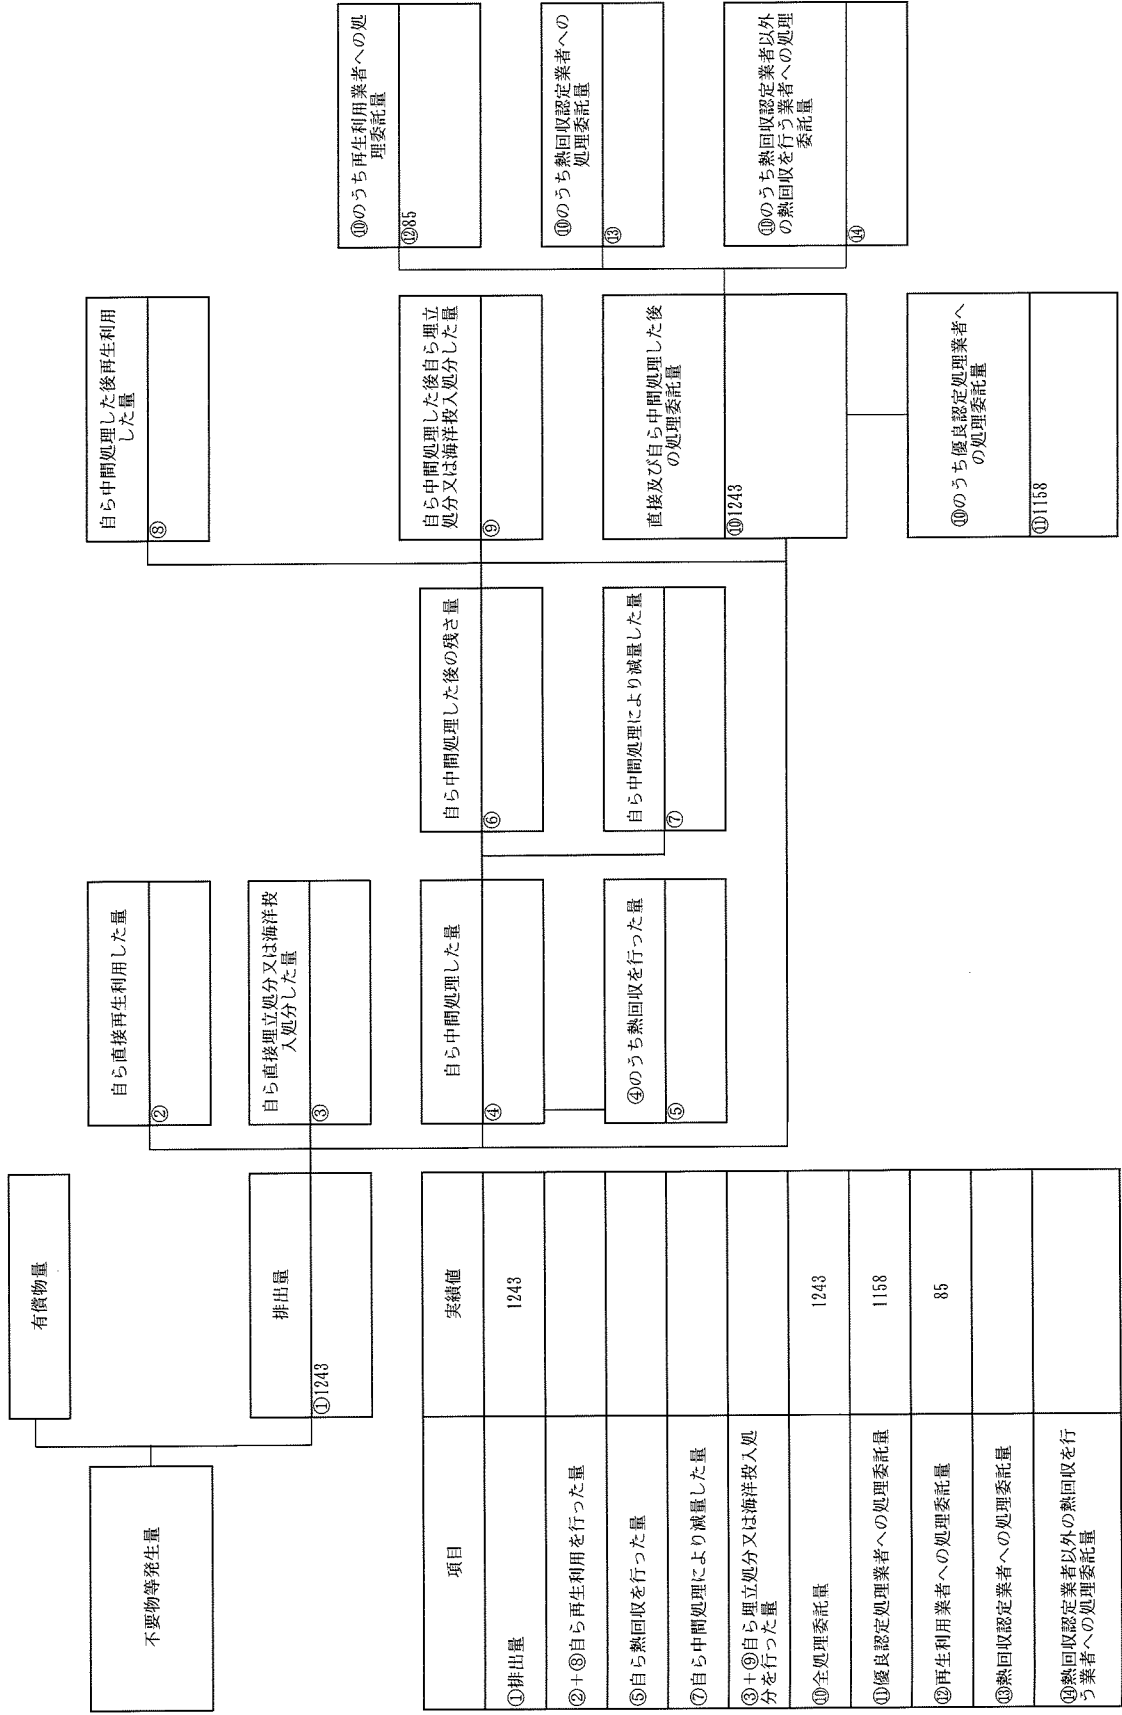 不要物等発生量
有償物量
排出量
①1243
自ら直接再生利用した量
②
自ら直接埋立処分又は海洋投
入処分した量
③
自ら中間処理した量
④
④のうち熱回収を行った量
⑤
自ら中間処理した後の残さ量
⑥
自ら中間処理により減量した量
⑦
自ら中間処理した後再生利用
した量
⑧
自ら中間処理した後自ら埋立
処分又は海洋投入処分した量
⑨
直接及び自ら中間処理した後
の処理委託量
⑩1243
⑩のうち優良認定処理業者へ
の処理委託量
⑪1158
⑩のうち再生利用業者への処
理委託量
⑫85
⑩のうち熱回収認定業者への
処理委託量
⑬
⑩のうち熱回収認定業者以外
の熱回収を行う業者への処理
委託量
⑭
項目 実績値
①排出量 1243
②+⑧自ら再生利用を行った量
⑤自ら熱回収を行った量
⑦自ら中間処理により減量した量
③+⑨自ら埋立処分又は海洋投入処
分を行った量
⑩全処理委託量 1243
⑪優良認定処理業者への処理委託量 1158
⑫再生利用業者への処理委託量 85
⑬熱回収認定業者への処理委託量
⑭熱回収認定業者以外の熱回収を行
う業者への処理委託量